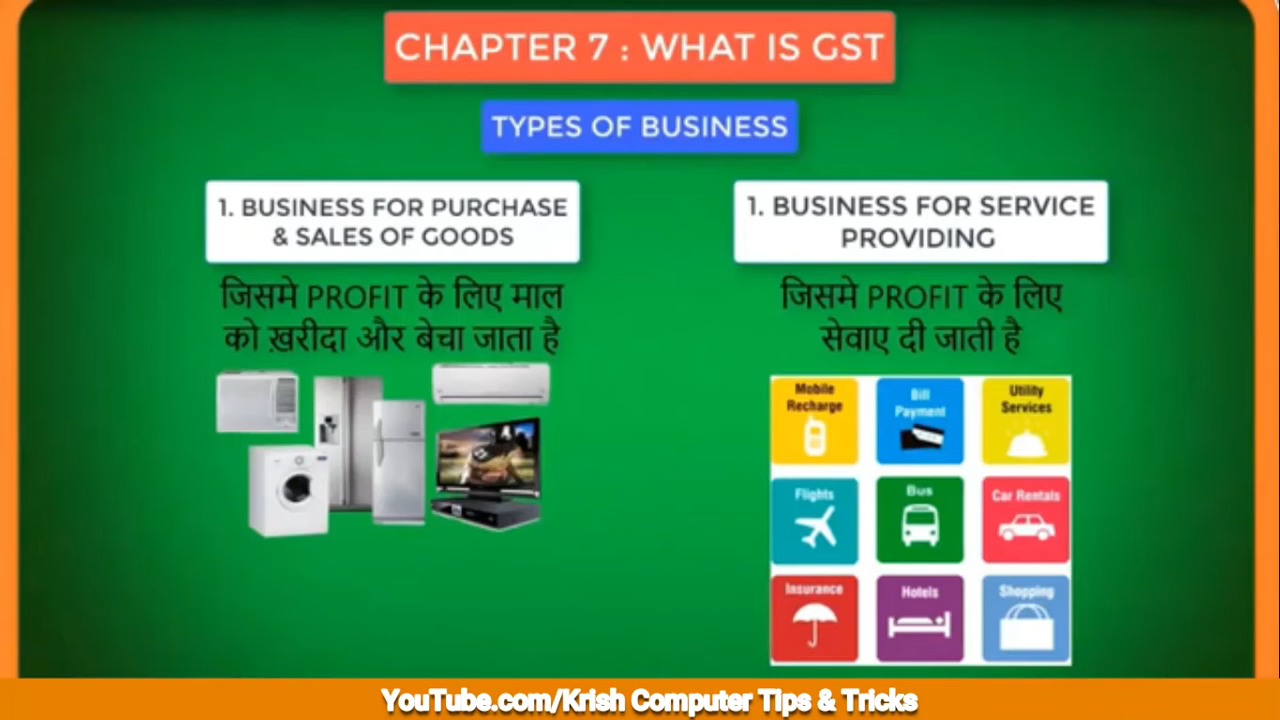 CHAPTER 7 : WHAT IS GST
TYPES OF BUSINESS
1. BUSINESS FOR PURCHASE
& SALES OF GOODS
जिसमे PROFIT के लिए माल
को ख़रीदा और बेचा जाता है
1. BUSINESS FOR SERVICE
PROVIDING
जिसमे PROFIT के लिए
सेवाए दी जाती है
Mobile
Recharge
Bill
Payment
Utility
Services
Flights
Bus
Car Rentals
Insurance
Hotels
Shopping
YouTube.com/Krish Computer Tips & Tricks